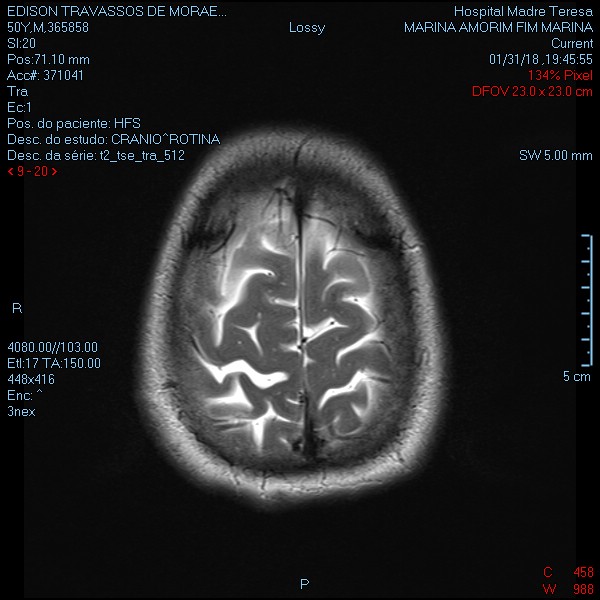 EDISON TRAVASSOS DE MORAE...
50Y,M,365858
Sl:20
Pos:71.10 mm
Acc#: 371041
Tra
Ec:1
Pos. do paciente: HFS
Desc. do estudo: CRANIO^ROTINA
Desc. da série: t2_tse_tra_512
< 9 - 20 >
Lossy
Hospital Madre Teresa
MARINA AMORIM FIM MARINA
Current
01/31/18 ,19:45:55
134% Pixel
DFOV 23.0 x 23.0 cm
SW 5.00 mm
R
4080.00//103.00
Etl:17 TA:150.00
448x416
Enc: ^
3nex
5 cm
P
C 458
W 988